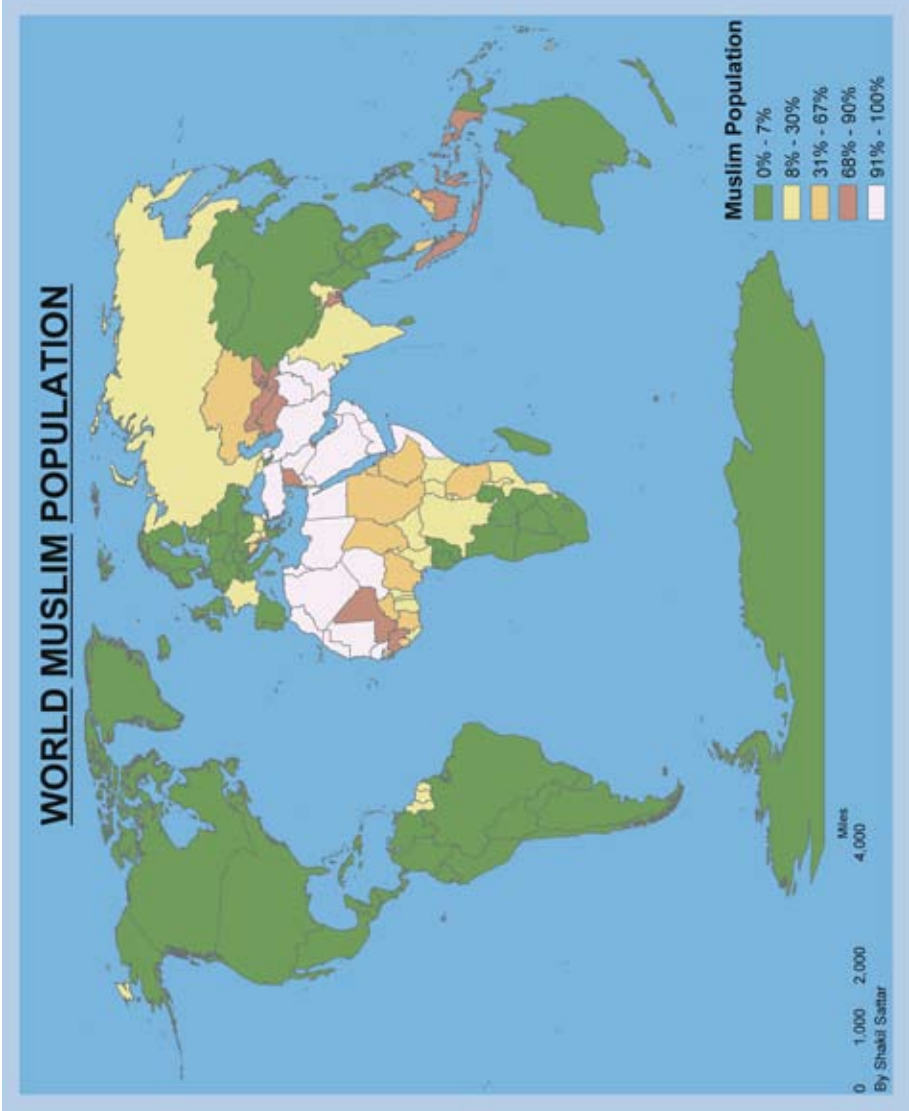 WORLD MUSLIM POPULATION
Muslim Population
0% - 7%
8% - 30%
31% - 67%
68% - 90%
91% - 100%
Miles
0 1,000 2,000 4,000
By Shakil Sattar